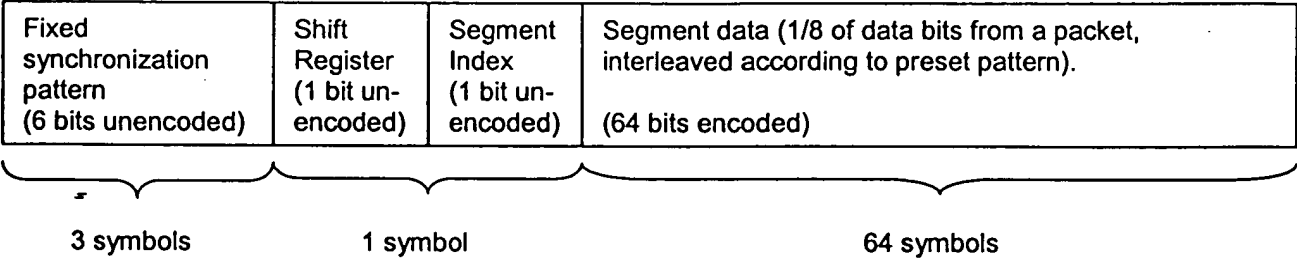 Fixed
synchronization
pattern
(6 bits unencoded)
Shift
Register
(1 bit un-
encoded)
Segment
Index
(1 bit un-
encoded)
Segment data (1/8 of data bits from a packet,
interleaved according to preset pattern).
(64 bits encoded)
3 symbols
1 symbol
64 symbols